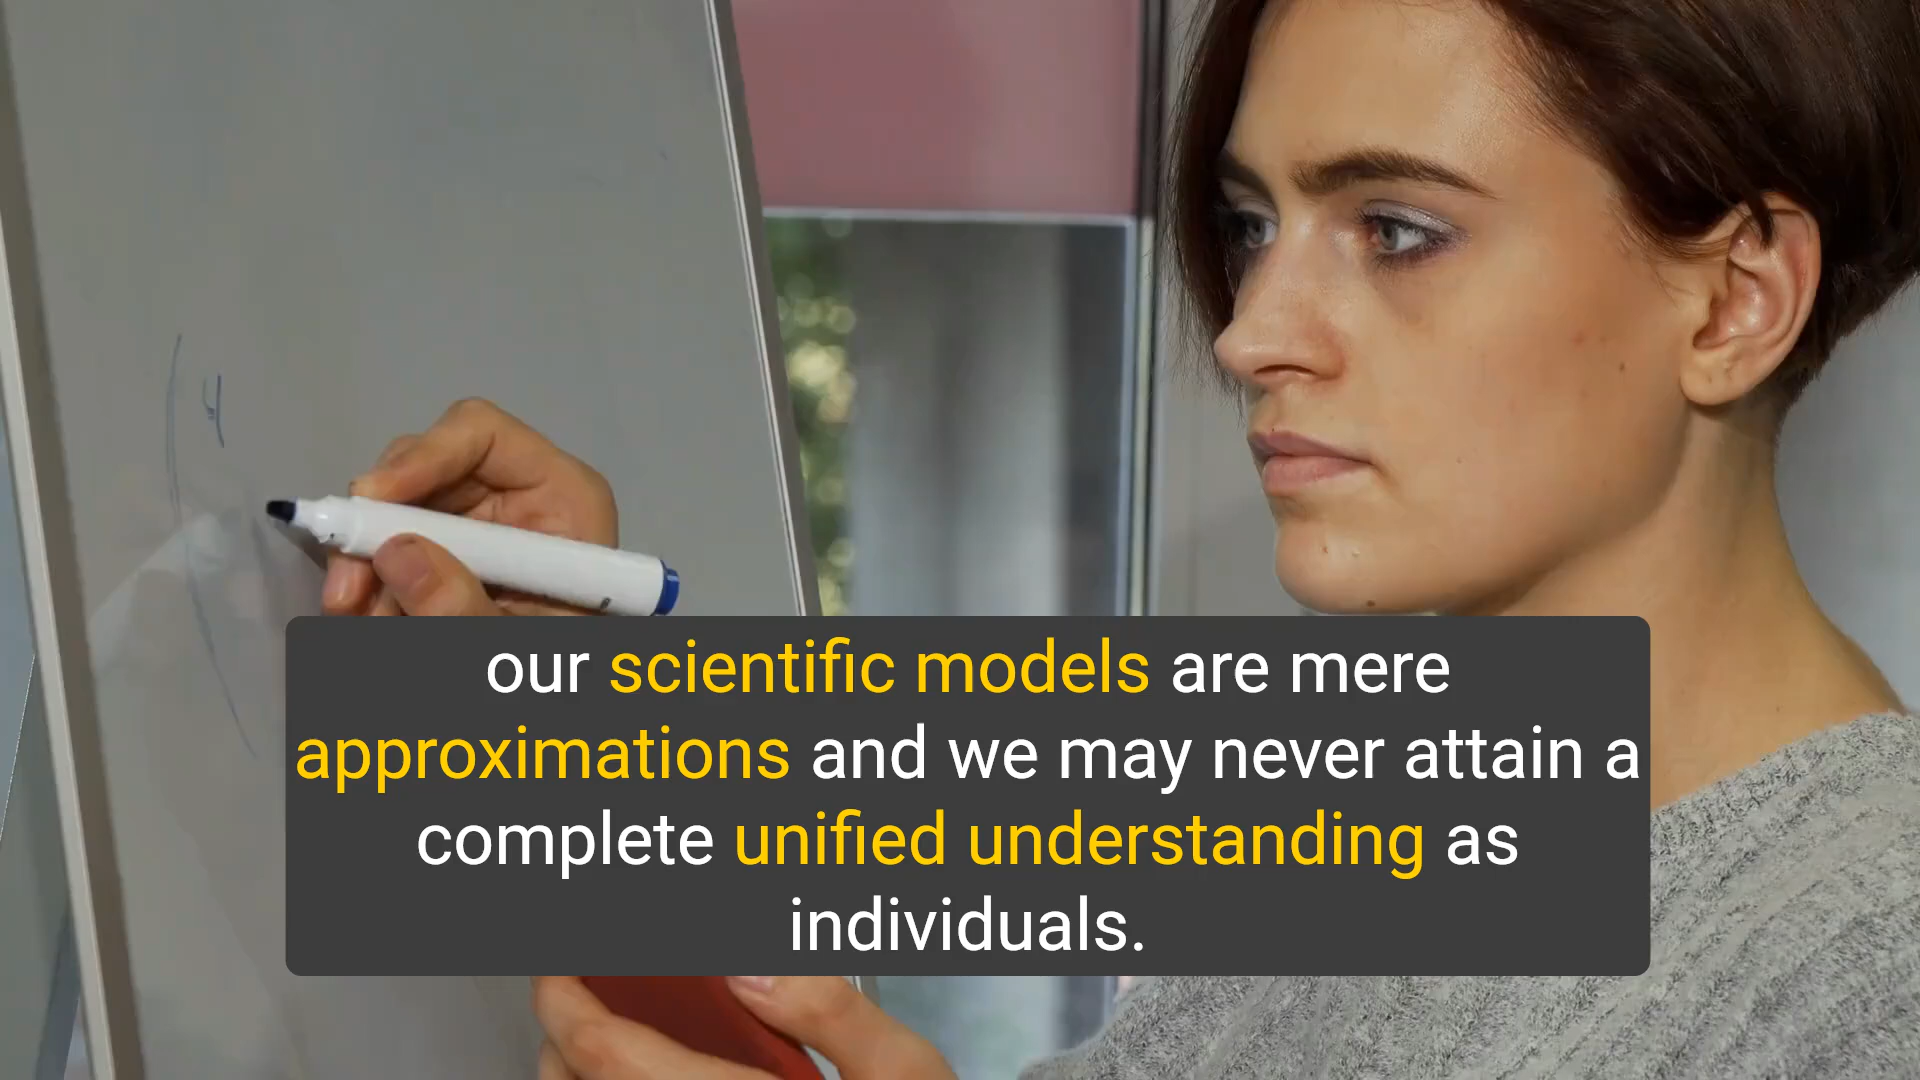 our scientific models are mere
approximations and we may never attain a
complete unified understanding as
individuals.